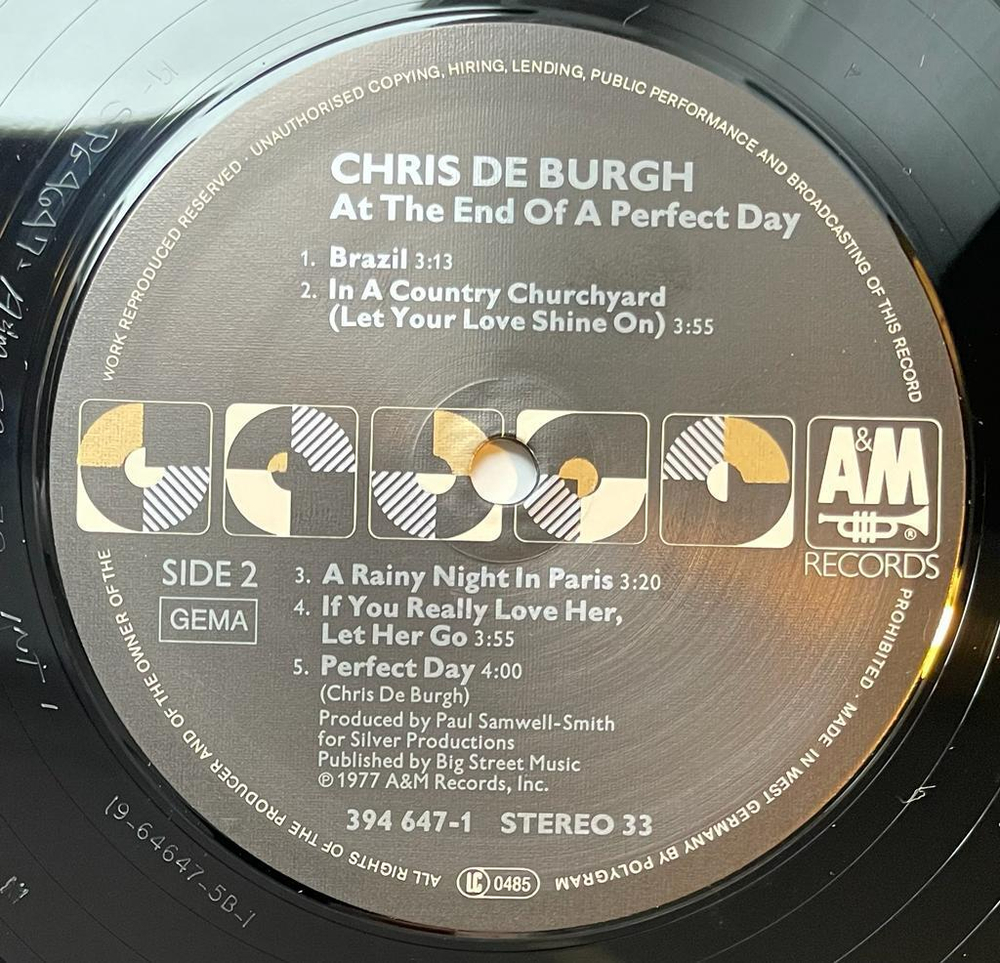 WORK REPRODUCED RESERVED · UNAUTHORISED COPYING, HIRING, LENDING, PUBLIC PERFORMANCE AND BROADCASTING OF THIS RECORD
CHRIS DE BURGH
At The End Of A Perfect Day
1. Brazil 3:13
2. In A Country Churchyard
(Let Your Love Shine On) 3:55
A&M
®
RECORDS
SIDE 2
GEMA
3. A Rainy Night In Paris 3:20
4. If You Really Love Her,
Let Her Go 3:55
5. Perfect Day 4:00
(Chris De Burgh)
Produced by Paul Samwell-Smith
for Silver Productions
Published by Big Street Music
℗ 1977 A&M Records, Inc.
394 647-1 STEREO 33
LC 0485
PROHIBITED · MADE IN WEST GERMANY BY POLYGRAM
ALL RIGHTS OF THE PRODUCER AND OF THE OWNER OF THE
19-64647-5B-1